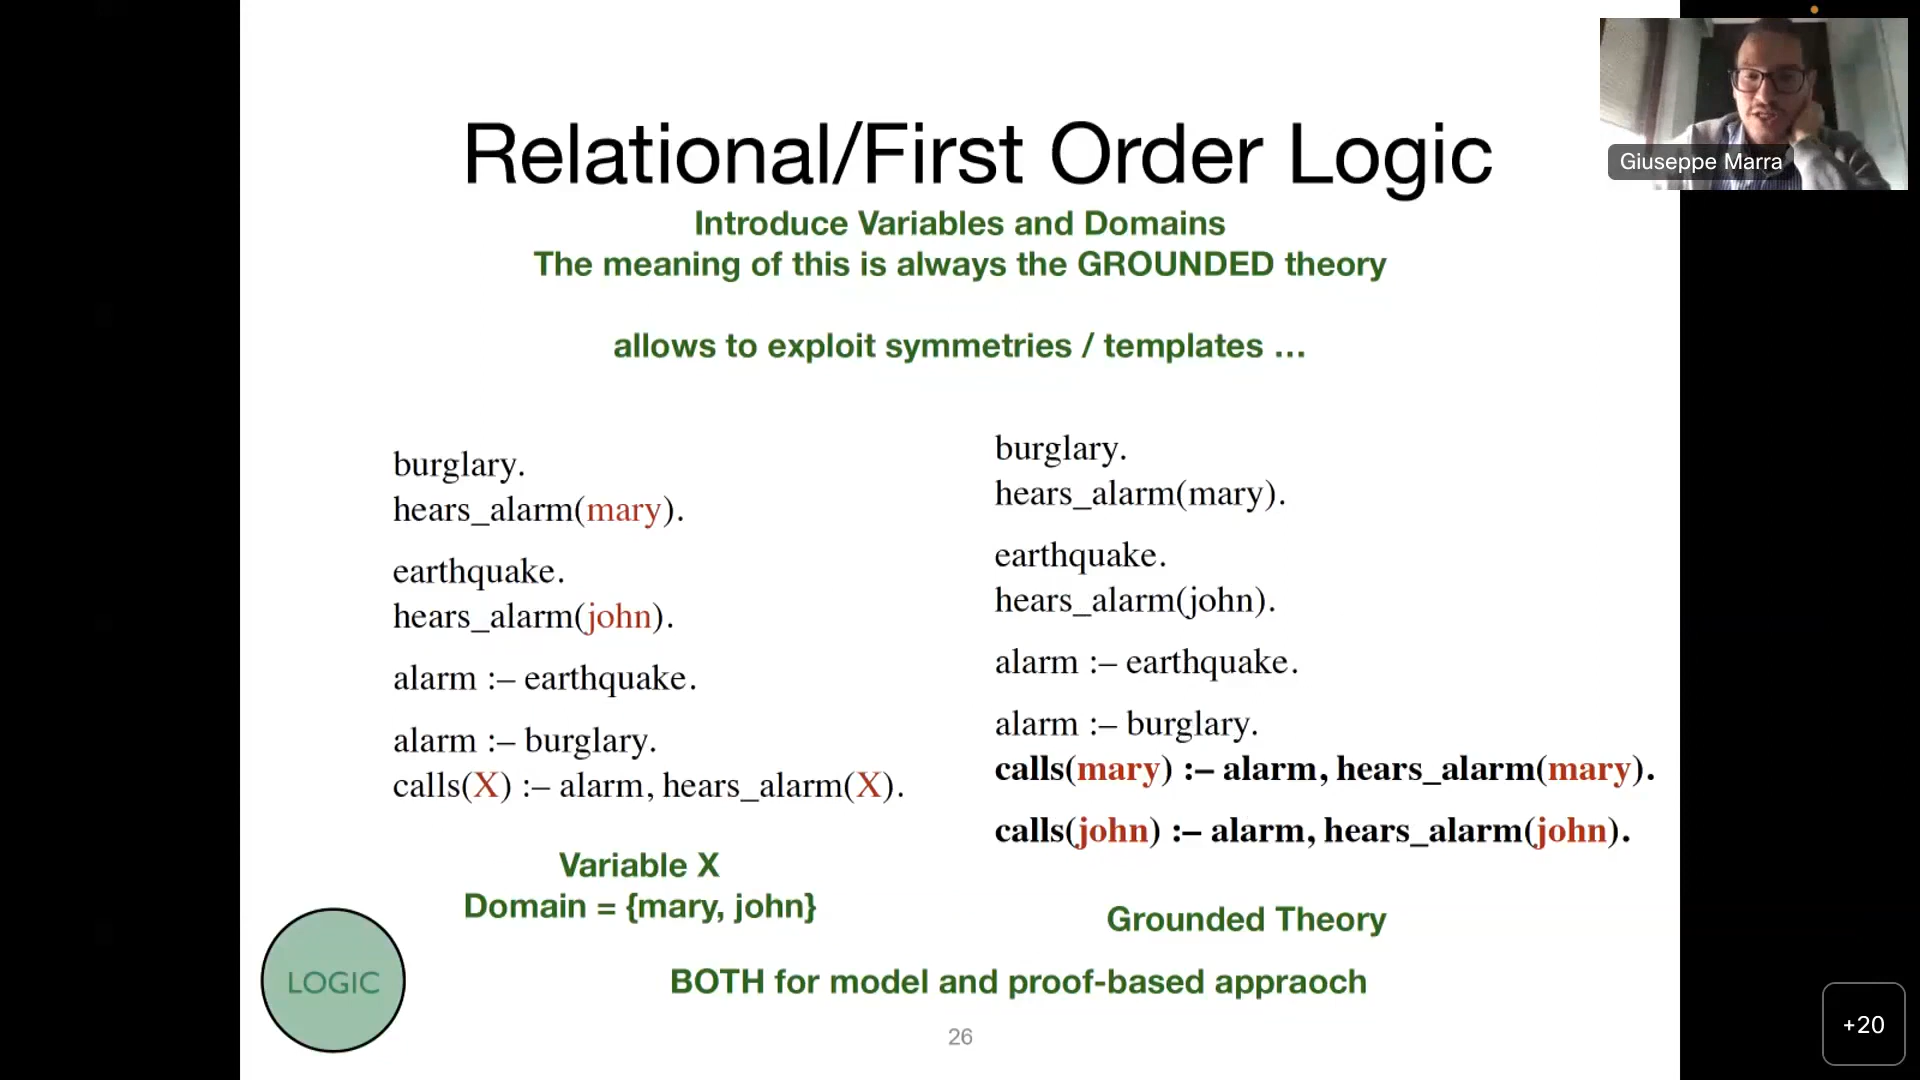 Relational/First Order Logic
Introduce Variables and Domains
The meaning of this is always the GROUNDED theory
allows to exploit symmetries / templates ...
burglary.
hears_alarm(mary).
earthquake.
hears_alarm(john).
alarm :– earthquake.
alarm :– burglary.
calls(X) :– alarm, hears_alarm(X).
Variable X
Domain = {mary, john}
burglary.
hears_alarm(mary).
earthquake.
hears_alarm(john).
alarm :– earthquake.
alarm :– burglary.
calls(mary) :– alarm, hears_alarm(mary).
calls(john) :– alarm, hears_alarm(john).
Grounded Theory
LOGIC
BOTH for model and proof-based appraoch
26
Giuseppe Marra
+20